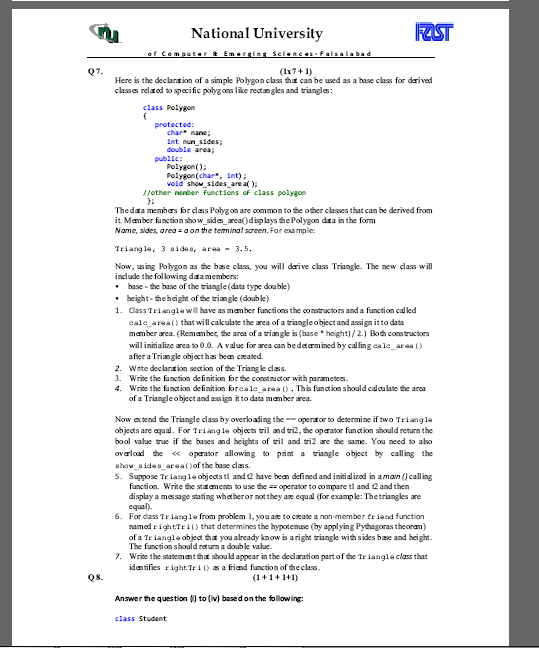 National University
FAST
of Computer & Emerging Sciences-Faisalabad
Q 7. (1x7 + 1)
Here is the declaration of a simple Polygon class that can be used as a base class for derived
classes related to specific polygons like rectangles and triangles:
class Polygon
{
protected:
char* name;
int num_sides;
double area;
public:
Polygon();
Polygon(char*, int);
void show_sides_area();
//other member functions of class polygon
};
The data members for class Polygon are common to the other classes that can be derived from
it. Member function show_sides_area() displays the Polygon data in the form
Name, sides, area = a on the terminal screen. For example:
Triangle, 3 sides, area = 3.5.
Now, using Polygon as the base class, you will derive class Triangle. The new class will
include the following data members:
• base - the base of the triangle (data type double)
• height - the height of the triangle (double)
1. Class Triangle will have as member functions the constructors and a function called
calc_area() that will calculate the area of a triangle object and assign it to data
member area. (Remember, the area of a triangle is (base * height) / 2.) Both constructors
will initialize area to 0.0. A value for area can be determined by calling calc_area()
after a Triangle object has been created.
2. Write declaration section of the Triangle class.
3. Write the function definition for the constructor with parameters.
4. Write the function definition for calc_area(). This function should calculate the area
of a Triangle object and assign it to data member area.
Now extend the Triangle class by overloading the == operator to determine if two Triangle
objects are equal. For Triangle objects tri1 and tri2, the operator function should return the
bool value true if the bases and heights of tri1 and tri2 are the same. You need to also
overload the << operator allowing to print a triangle object by calling the
show_sides_area()of the base class.
5. Suppose Triangle objects t1 and t2 have been defined and initialized in a main () calling
function. Write the statements to use the == operator to compare t1 and t2 and then
display a message stating whether or not they are equal (for example: The triangles are
equal).
6. For class Triangle from problem 1, you are to create a non-member friend function
named rightTri() that determines the hypotenuse (by applying Pythagoras theorem)
of a Triangle object that you already know is a right triangle with sides base and height.
The function should return a double value.
7. Write the statement that should appear in the declaration part of the Triangle class that
identifies rightTri() as a friend function of the class.
Q 8. (1 + 1 + 1+1)
Answer the question (i) to (iv) based on the following:
class Student